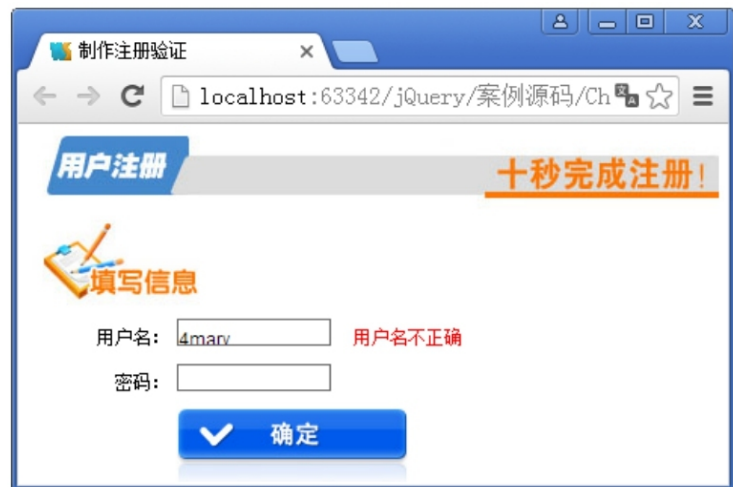 制作注册验证
localhost:63342/jQuery/案例源码/Ch
用户注册
十秒完成注册!
填写信息
用户名: 4mary 用户名不正确
密码:
确定